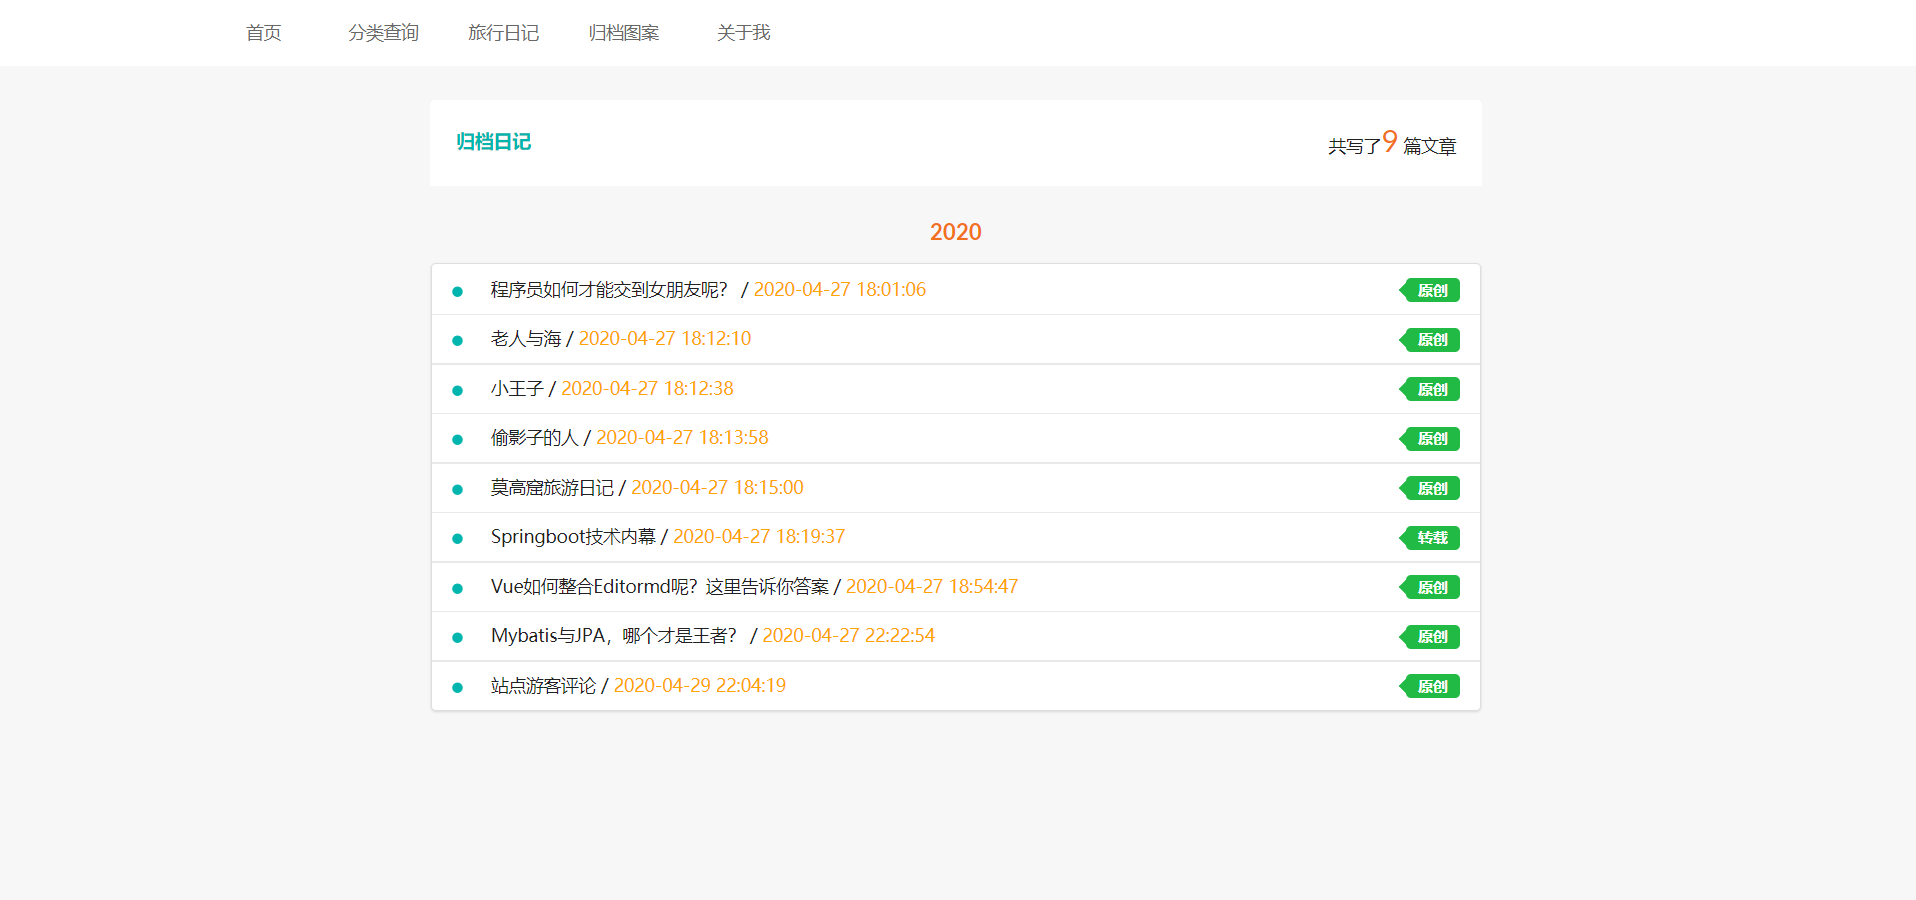 首页 分类查询 旅行日记 归档图案 关于我
归档日记 共写了9 篇文章
2020
程序员如何才能交到女朋友呢？ / 2020-04-27 18:01:06 原创
老人与海 / 2020-04-27 18:12:10 原创
小王子 / 2020-04-27 18:12:38 原创
偷影子的人 / 2020-04-27 18:13:58 原创
莫高窟旅游日记 / 2020-04-27 18:15:00 原创
Springboot技术内幕 / 2020-04-27 18:19:37 转载
Vue如何整合Editormd呢？这里告诉你答案 / 2020-04-27 18:54:47 原创
Mybatis与JPA，哪个才是王者？ / 2020-04-27 22:22:54 原创
站点游客评论 / 2020-04-29 22:04:19 原创